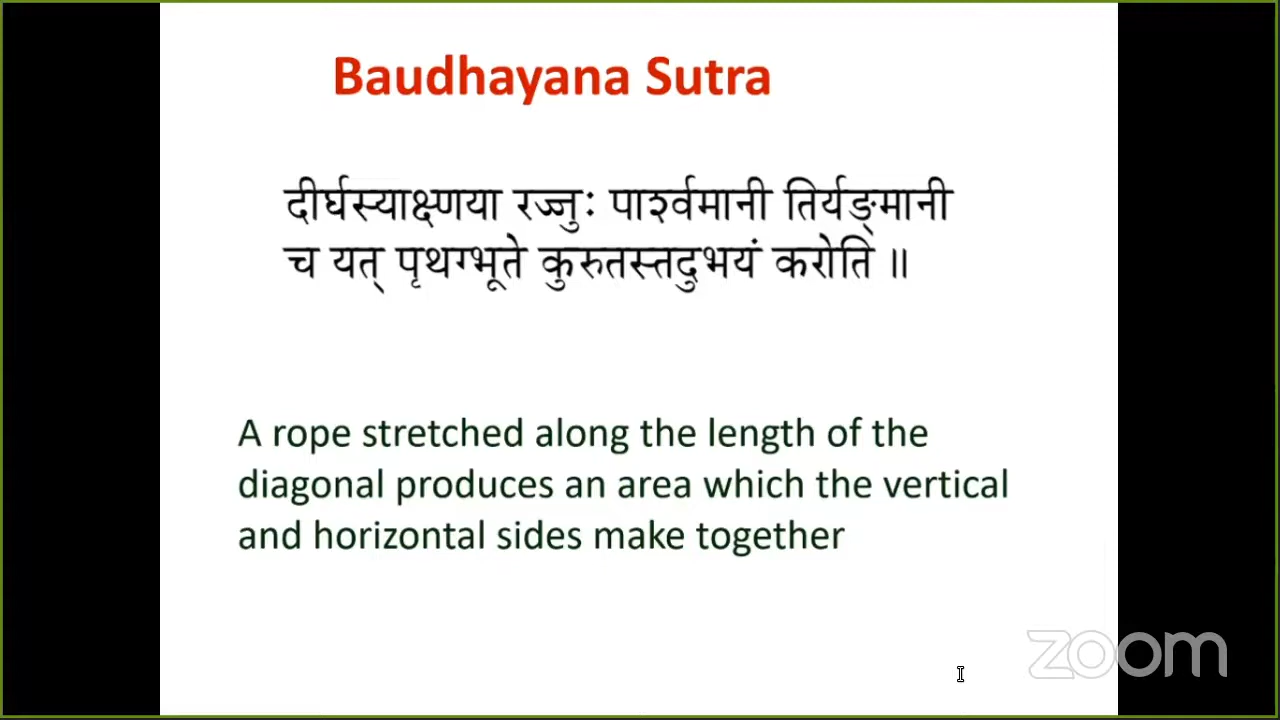 Baudhayana Sutra
दीर्घस्याक्ष्णया रज्जुः पार्श्वमानी तिर्यङ्मानी
च यत् पृथग्भूते कुरुतस्तदुभयं करोति ॥
A rope stretched along the length of the
diagonal produces an area which the vertical
and horizontal sides make together
zoom